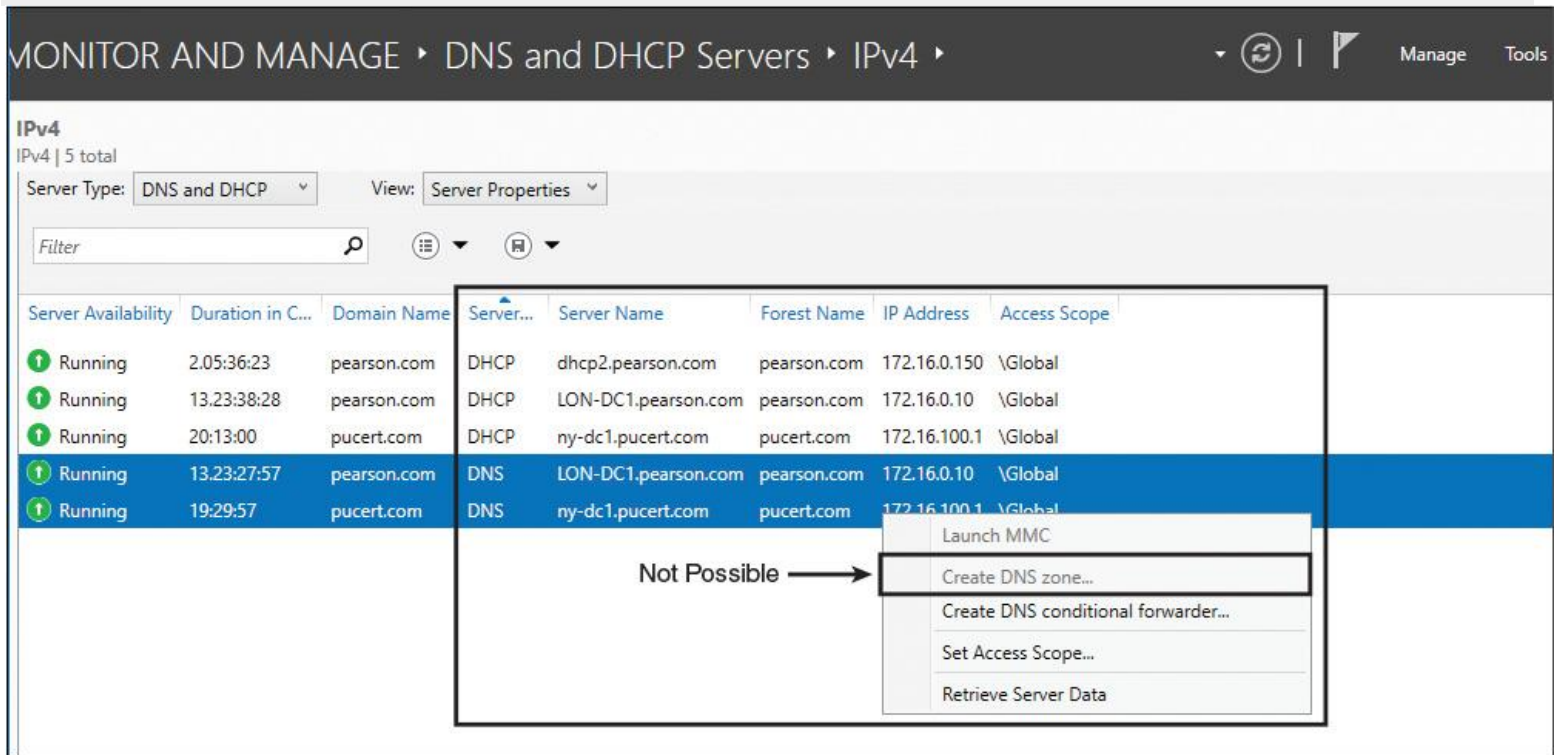 MONITOR AND MANAGE ‣ DNS and DHCP Servers ‣ IPv4 ‣ Manage Tools
IPv4
IPv4 | 5 total
Server Type: DNS and DHCP View: Server Properties
Filter
Server Availability Duration in C... Domain Name Server... Server Name Forest Name IP Address Access Scope
Running 2.05:36:23 pearson.com DHCP dhcp2.pearson.com pearson.com 172.16.0.150 \Global
Running 13.23:38:28 pearson.com DHCP LON-DC1.pearson.com pearson.com 172.16.0.10 \Global
Running 20:13:00 pucert.com DHCP ny-dc1.pucert.com pucert.com 172.16.100.1 \Global
Running 13.23:27:57 pearson.com DNS LON-DC1.pearson.com pearson.com 172.16.0.10 \Global
Running 19:29:57 pucert.com DNS ny-dc1.pucert.com pucert.com 172.16.100.1 \Global
Launch MMC
Not Possible Create DNS zone...
Create DNS conditional forwarder...
Set Access Scope...
Retrieve Server Data